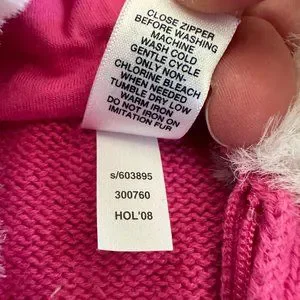 CLOSE ZIPPER
BEFORE WASHING
MACHINE
WASH COLD
GENTLE CYCLE
ONLY NON-
CHLORINE BLEACH
WHEN NEEDED
TUMBLE DRY LOW
WARM IRON
DO NOT IRON ON
IMITATION FUR
s/603895
300760
HOL'08